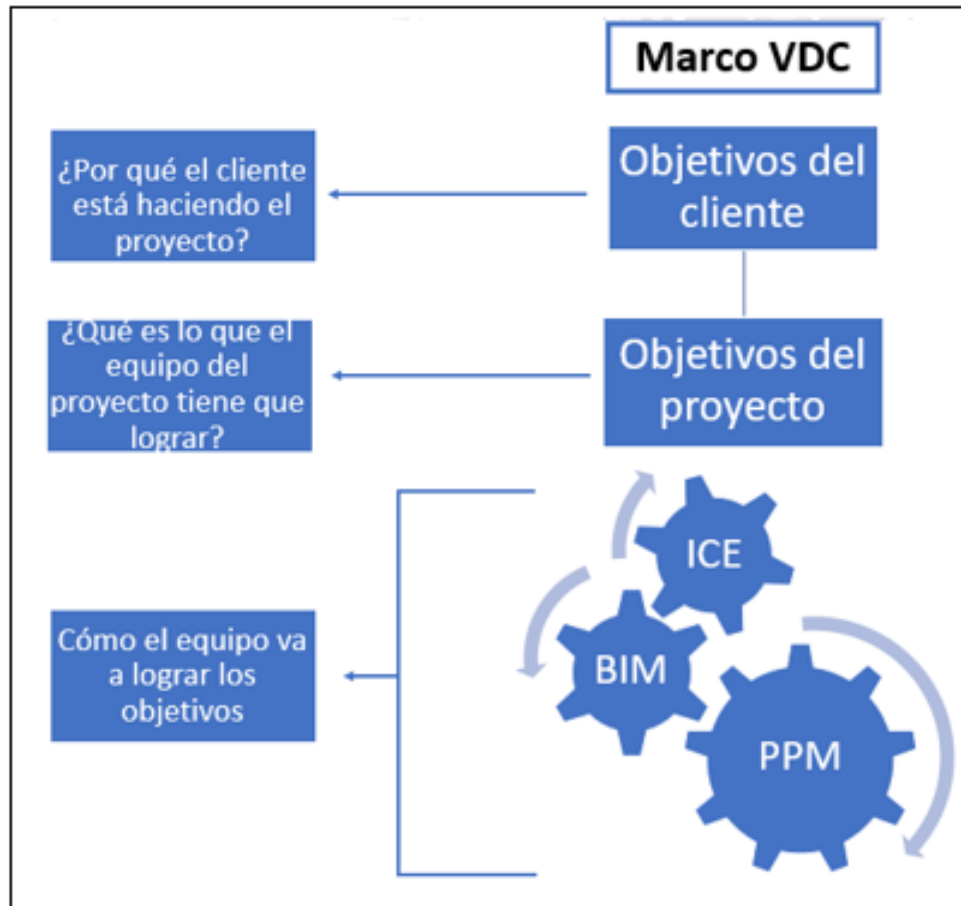 Marco VDC
¿Por qué el cliente
está haciendo el
proyecto?
Objetivos del
cliente
¿Qué es lo que el
equipo del
proyecto tiene que
lograr?
Objetivos del
proyecto
Cómo el equipo va
a lograr los
objetivos
ICE
BIM
PPM